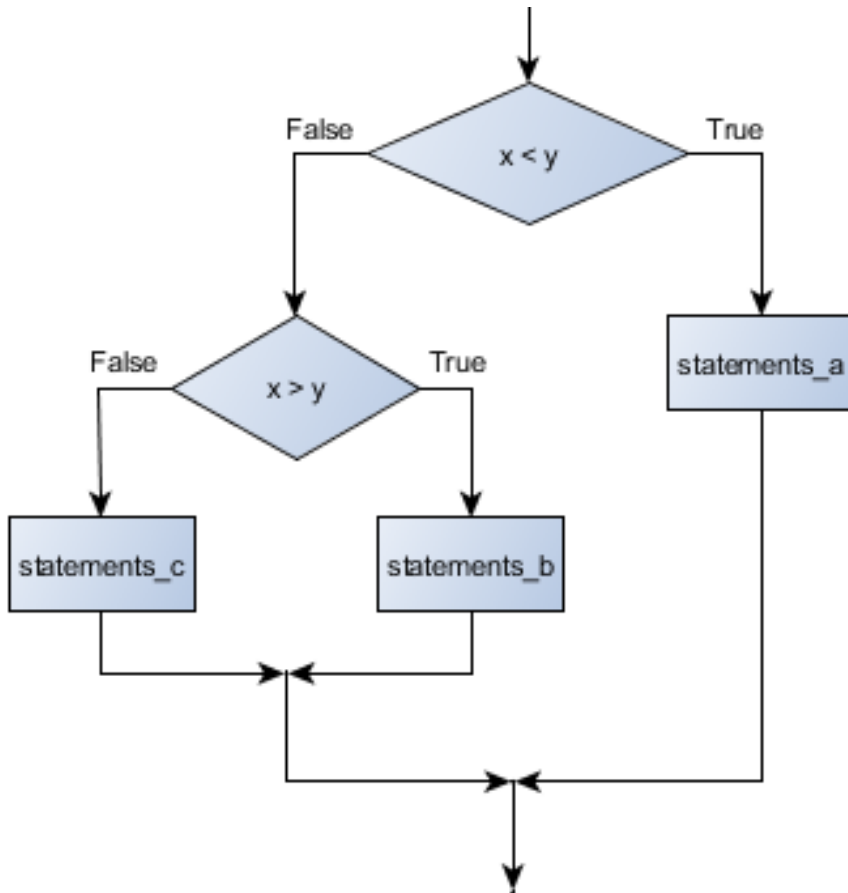 False
x < y
True
False
x > y
True
statements_a
statements_c
statements_b